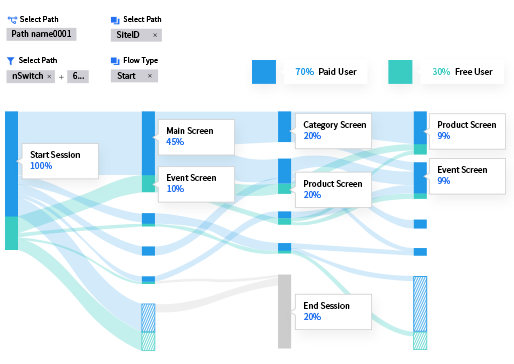 Select Path
Select Path
Path name0001
SiteID ×
Select Path
Flow Type
nSwitch × + 6...
Start ×
70% Paid User
30% Free User
Start Session
100%
Main Screen
45%
Event Screen
10%
Category Screen
20%
Product Screen
20%
End Session
20%
Product Screen
9%
Event Screen
9%